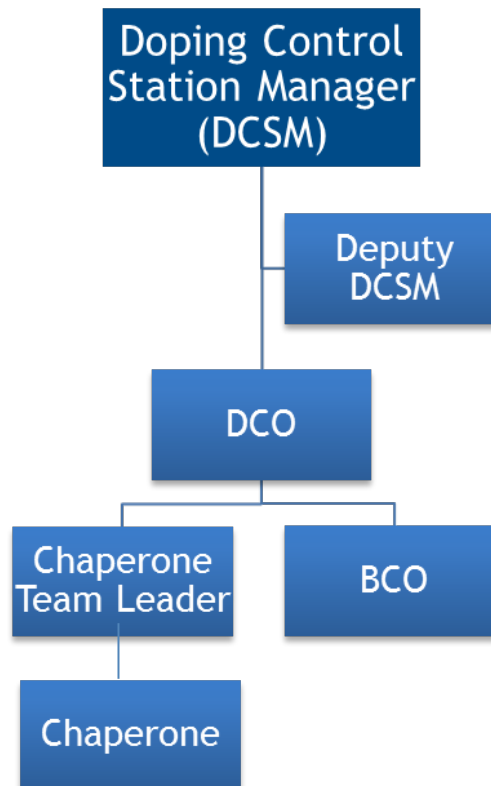 Doping Control
Station Manager
(DCSM)
Deputy
DCSM
DCO
Chaperone
Team Leader
BCO
Chaperone